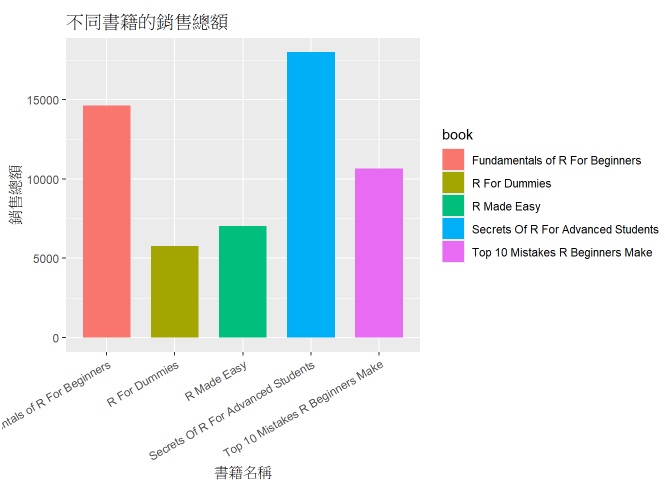 不同書籍的銷售總額
銷售總額
15000
10000
5000
0
ntals of R For Beginners
R For Dummies
R Made Easy
Secrets Of R For Advanced Students
Top 10 Mistakes R Beginners Make
書籍名稱
book
Fundamentals of R For Beginners
R For Dummies
R Made Easy
Secrets Of R For Advanced Students
Top 10 Mistakes R Beginners Make